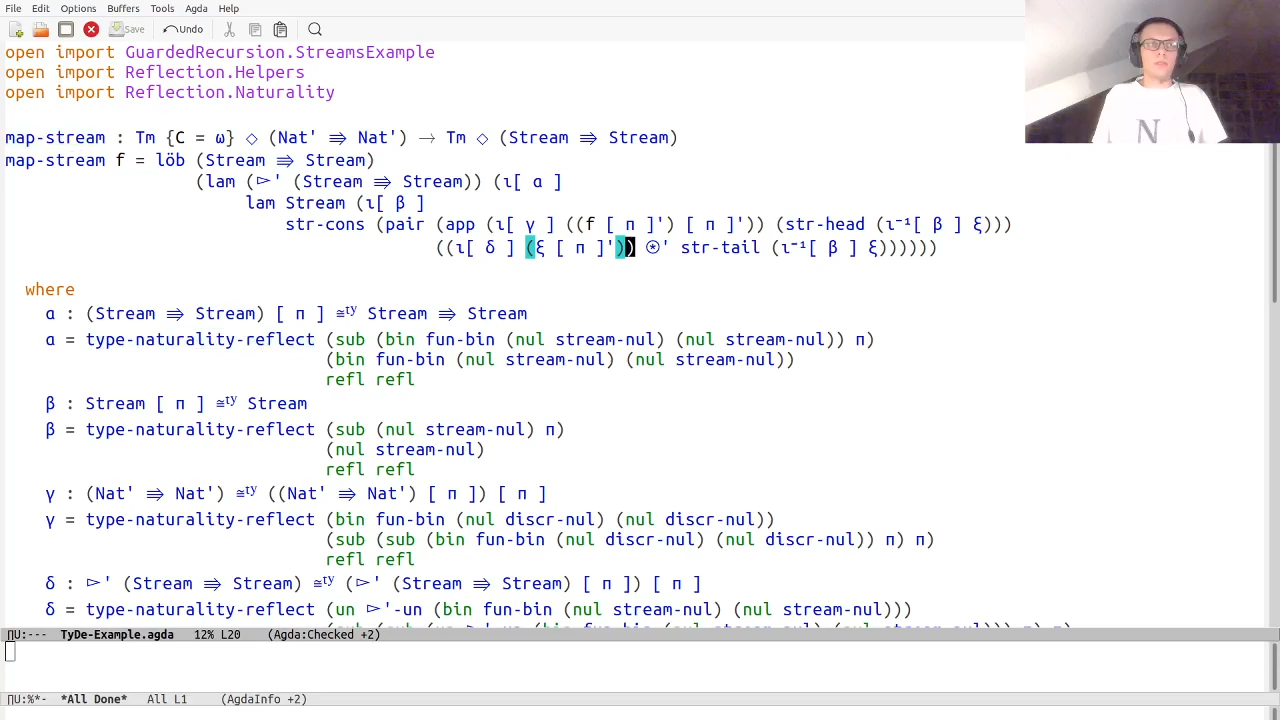 File Edit Options Buffers Tools Agda Help
Save Undo
open import GuardedRecursion.StreamsExample
open import Reflection.Helpers
open import Reflection.Naturality
map-stream : Tm {C = ω} ◇ (Nat' ⇛ Nat') → Tm ◇ (Stream ⇛ Stream)
map-stream f = löb (Stream ⇛ Stream)
(lam (▻' (Stream ⇛ Stream)) (ι[ α ]
lam Stream (ι[ β ]
str-cons (pair (app (ι[ γ ] ((f [ π ]') [ π ]')) (str-head (ι⁻¹[ β ] ξ)))
((ι[ δ ] (ξ [ π ]')) ⊛' str-tail (ι⁻¹[ β ] ξ))))))
where
α : (Stream ⇛ Stream) [ π ] ≅ᵗʸ Stream ⇛ Stream
α = type-naturality-reflect (sub (bin fun-bin (nul stream-nul) (nul stream-nul)) π)
(bin fun-bin (nul stream-nul) (nul stream-nul))
refl refl
β : Stream [ π ] ≅ᵗʸ Stream
β = type-naturality-reflect (sub (nul stream-nul) π)
(nul stream-nul)
refl refl
γ : (Nat' ⇛ Nat') ≅ᵗʸ ((Nat' ⇛ Nat') [ π ]) [ π ]
γ = type-naturality-reflect (bin fun-bin (nul discr-nul) (nul discr-nul))
(sub (sub (bin fun-bin (nul discr-nul) (nul discr-nul)) π) π)
refl refl
δ : ▻' (Stream ⇛ Stream) ≅ᵗʸ (▻' (Stream ⇛ Stream) [ π ]) [ π ]
δ = type-naturality-reflect (un ▻'-un (bin fun-bin (nul stream-nul) (nul stream-nul)))
∏U:--- TyDe-Example.agda 12% L20 (Agda:Checked +2)
∏U:%*- *All Done* All L1 (AgdaInfo +2)
N